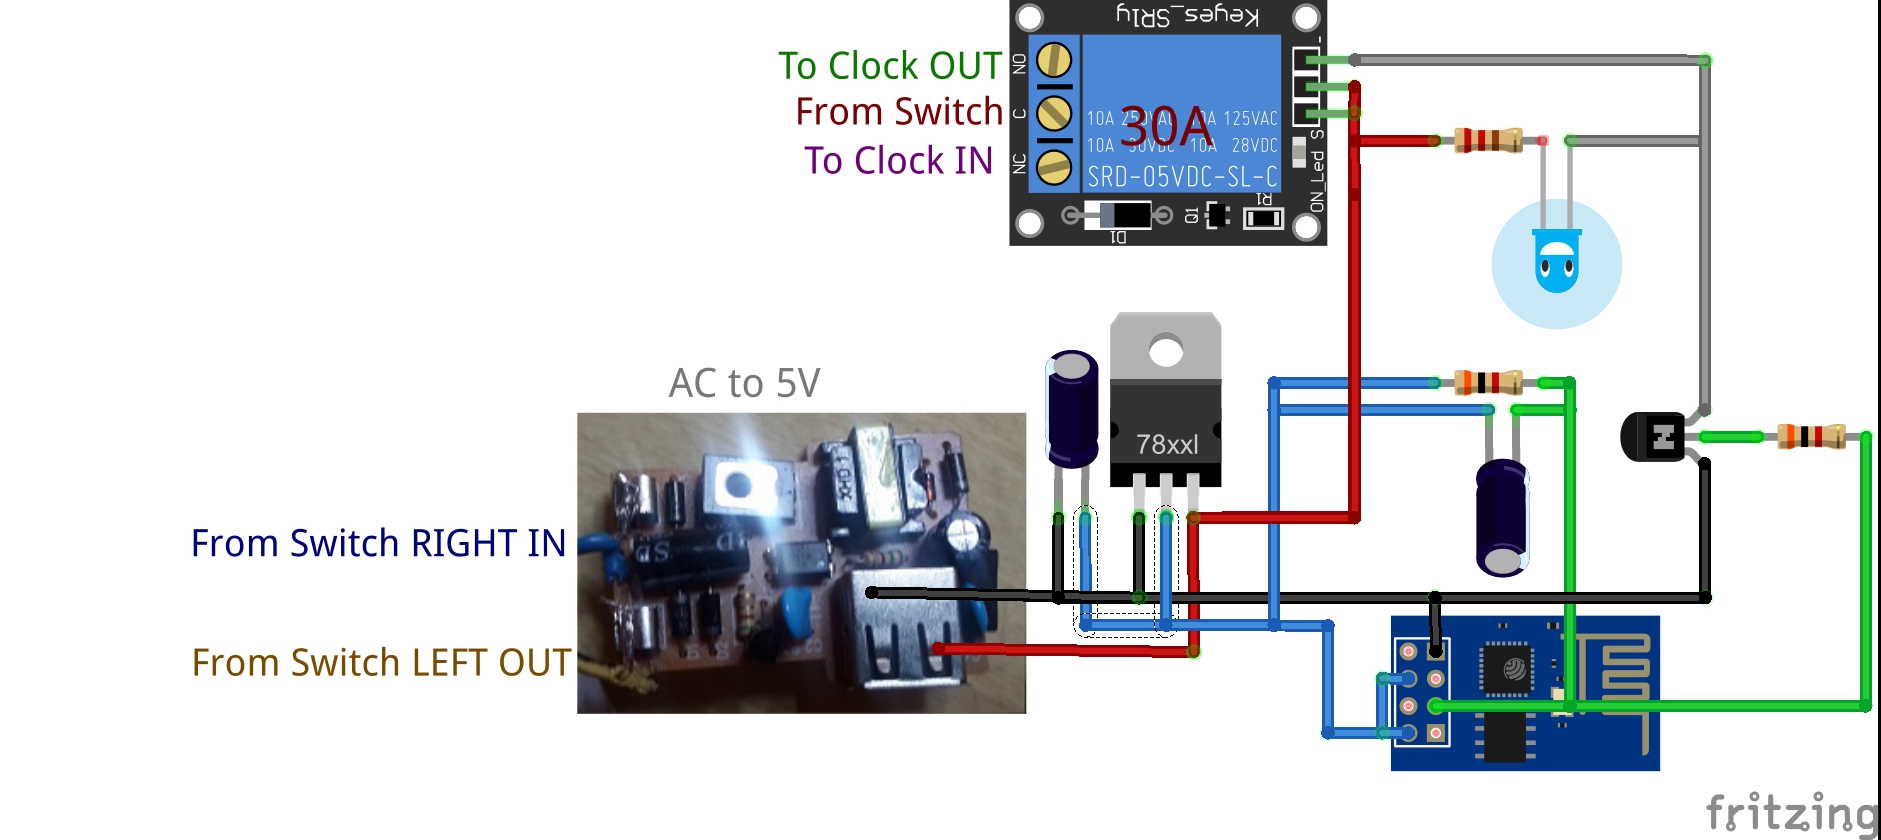 Keyes_SR1y
To Clock OUT
From Switch
To Clock IN
NO
C
NC
30A
10A 250VAC 10A 125VAC
10A 30VDC 10A 28VDC
SRD-05VDC-SL-C
-
S
ON_Led
D1
Q1
R1
AC to 5V
78xxl
N
From Switch RIGHT IN
From Switch LEFT OUT
fritzing